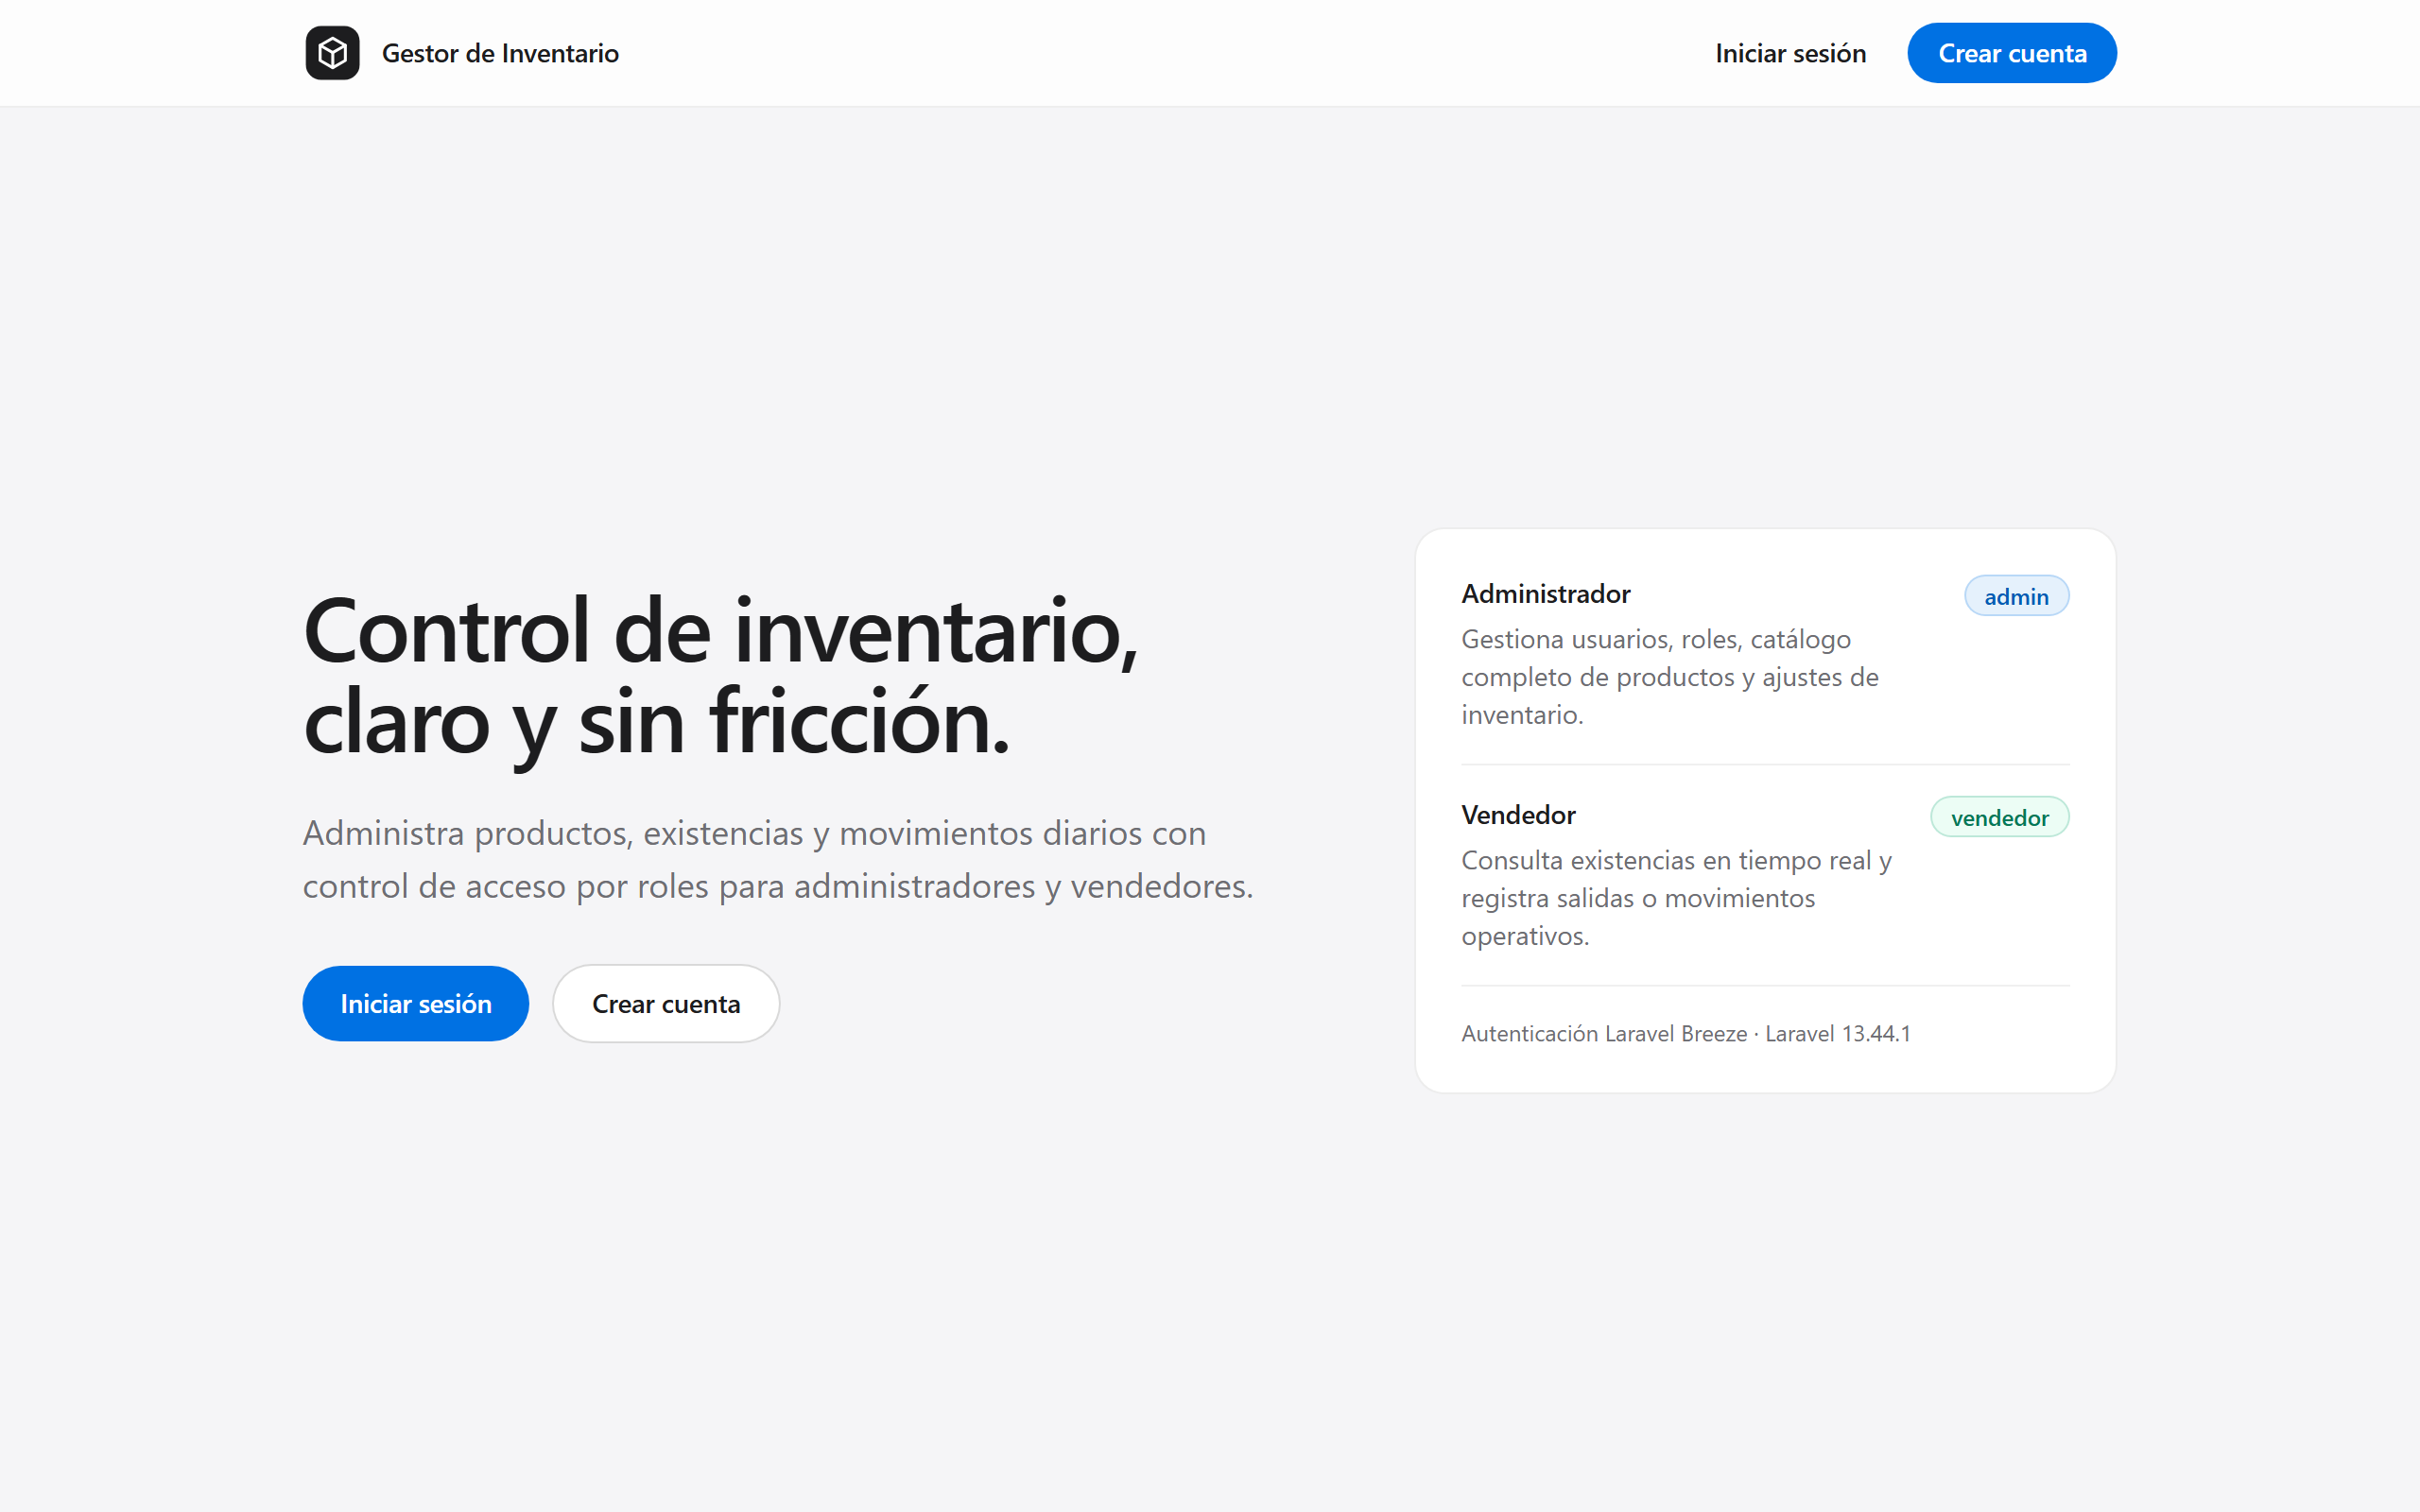 Gestor de Inventario
Iniciar sesión
Crear cuenta
Control de inventario,
claro y sin fricción.
Administra productos, existencias y movimientos diarios con
control de acceso por roles para administradores y vendedores.
Iniciar sesión
Crear cuenta
Administrador
admin
Gestiona usuarios, roles, catálogo
completo de productos y ajustes de
inventario.
Vendedor
vendedor
Consulta existencias en tiempo real y
registra salidas o movimientos
operativos.
Autenticación Laravel Breeze · Laravel 13.44.1